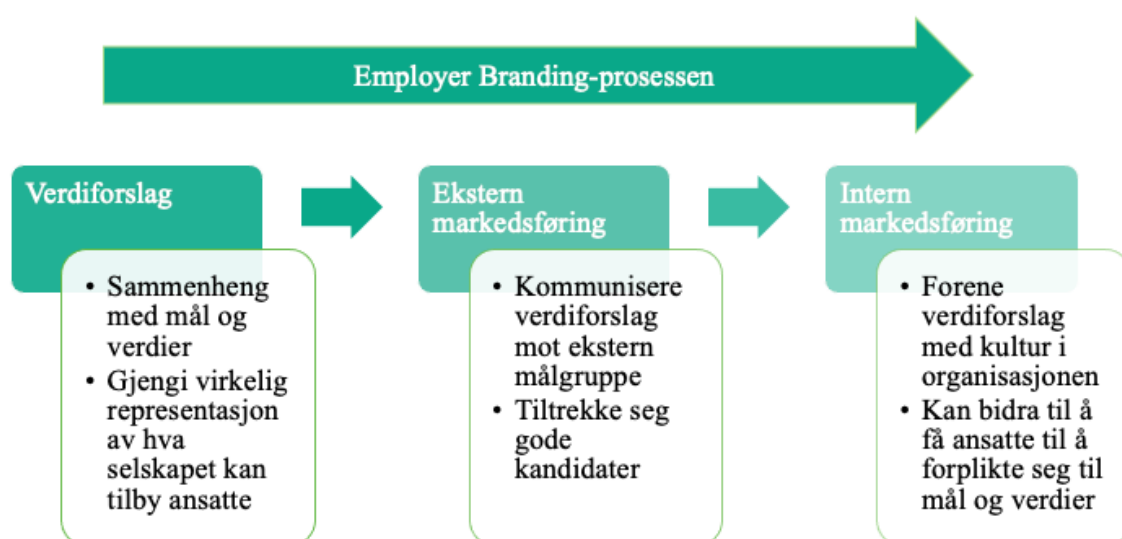 Employer Branding-prosessen
Verdiforslag
• Sammenheng
med mål og
verdier
• Gjengi virkelig
representasjon
av hva
selskapet kan
tilby ansatte
Ekstern
markedsføring
• Kommunisere
verdiforslag
mot ekstern
målgruppe
• Tiltrekke seg
gode
kandidater
Intern
markedsføring
• Forene
verdiforslag
med kultur i
organisasjonen
• Kan bidra til å
få ansatte til å
forplikte seg til
mål og verdier